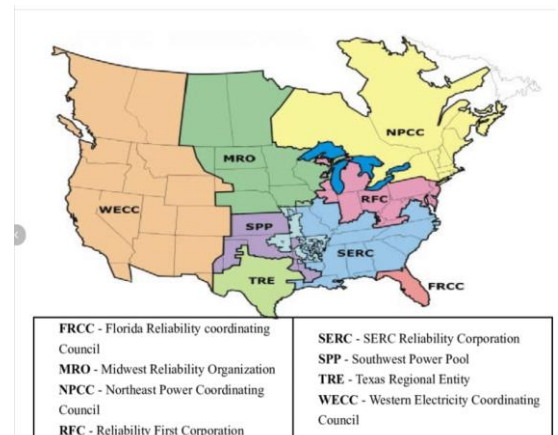 NPCC
MRO
RFC
WECC
SPP
SERC
TRE
FRCC
FRCC - Florida Reliability coordinating
Council
MRO - Midwest Reliability Organization
NPCC - Northeast Power Coordinating
Council
RFC - Reliability First Corporation
SERC - SERC Reliability Corporation
SPP - Southwest Power Pool
TRE - Texas Regional Entity
WECC - Western Electricity Coordinating
Council